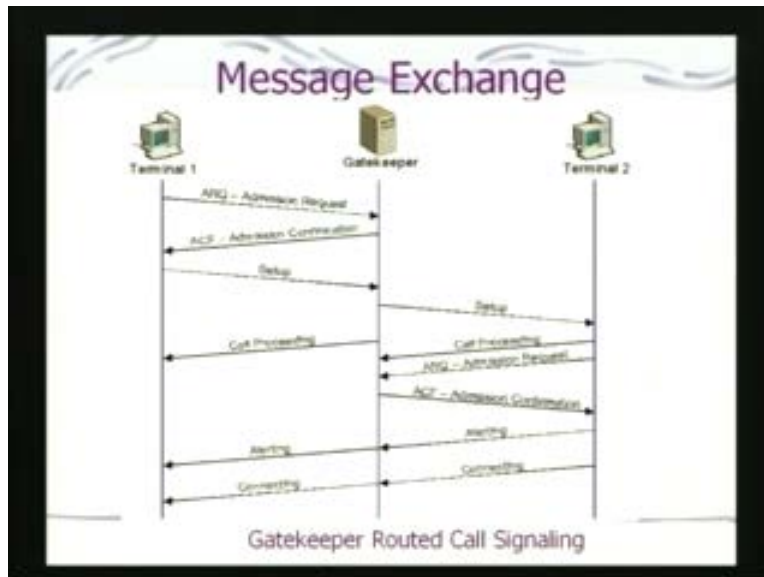 Message Exchange
Terminal 1
Gatekeeper
Terminal 2
ARQ - Admission Request
ACF - Admission Confirmation
Setup
Setup
Call Proceeding
Call Proceeding
ARQ - Admission Request
ACF - Admission Confirmation
Alerting
Alerting
Connecting
Connecting
Gatekeeper Routed Call Signaling